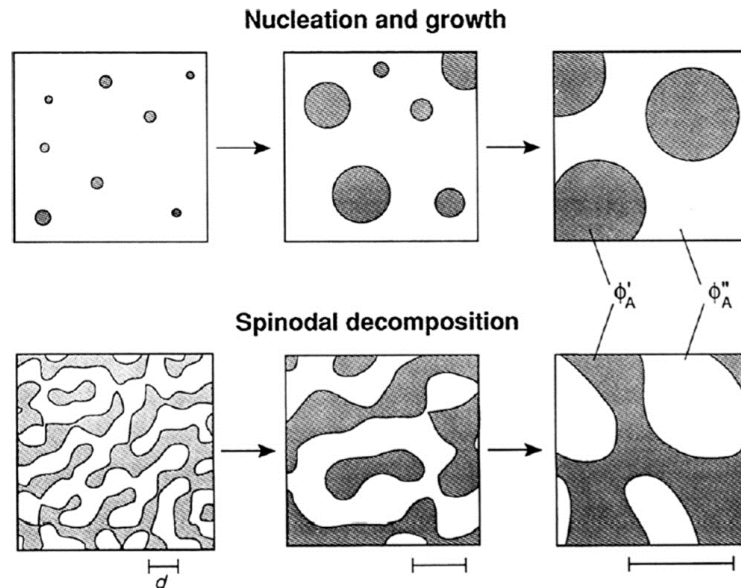 Nucleation and growth
ϕ'A ϕ''A
Spinodal decomposition
d